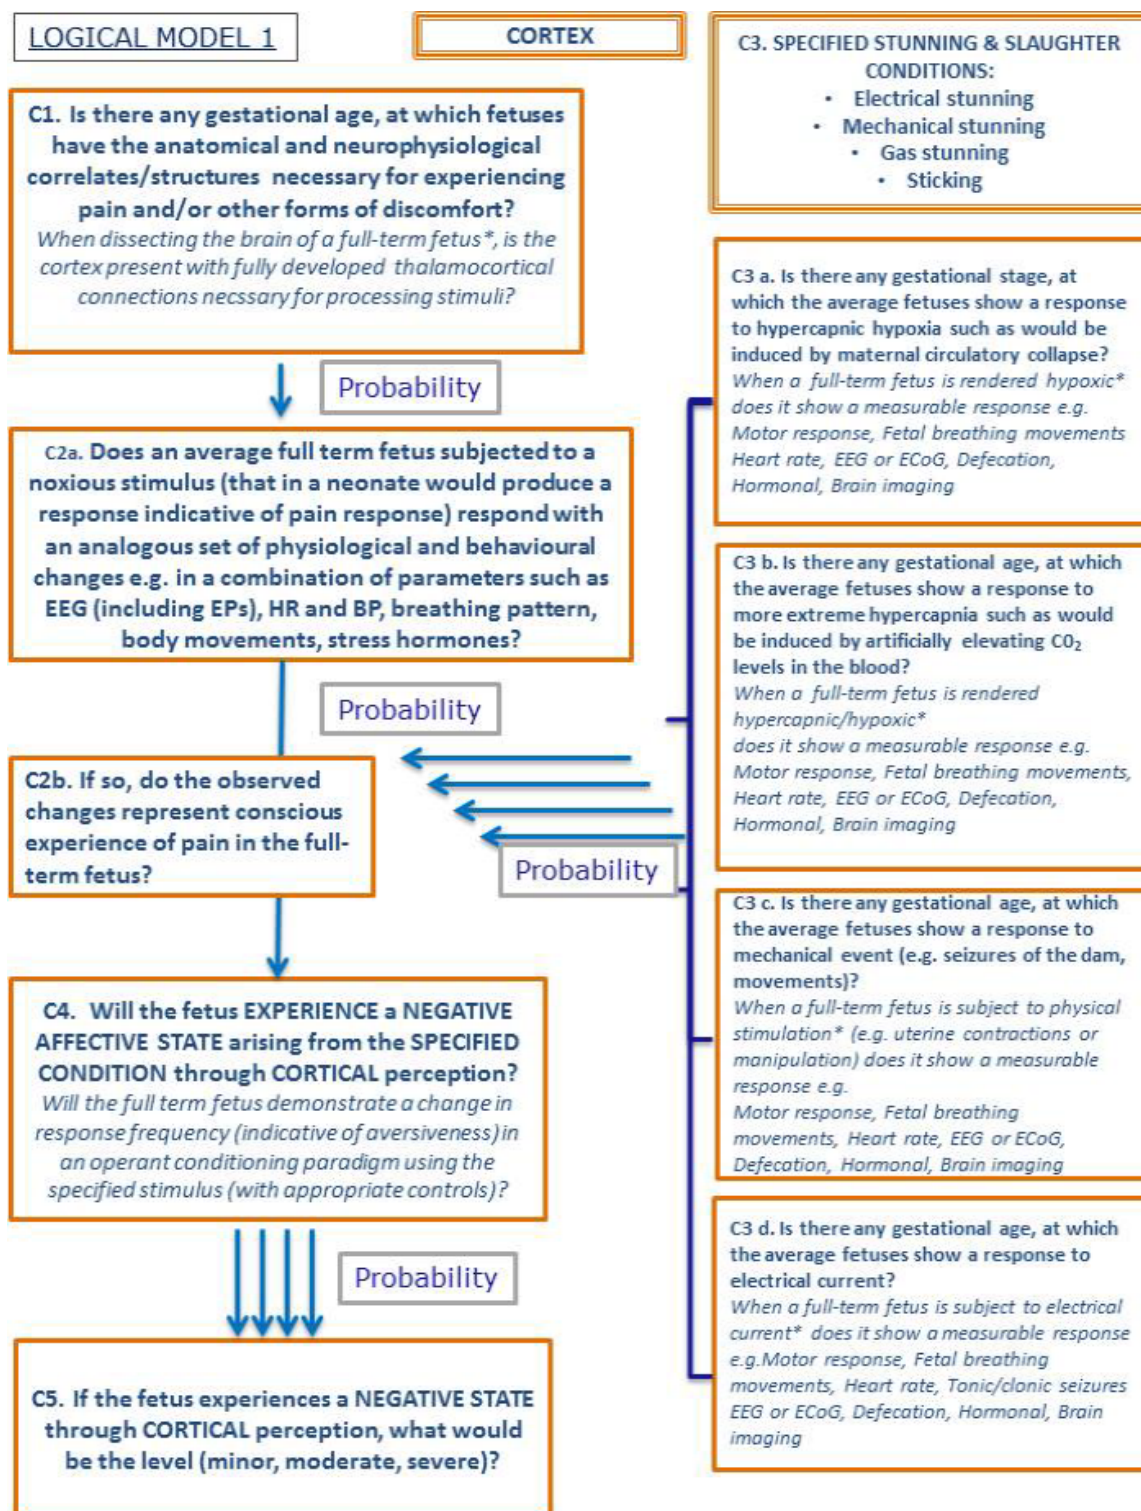 LOGICAL MODEL 1
CORTEX
C1. Is there any gestational age, at which fetuses
have the anatomical and neurophysiological
correlates/structures necessary for experiencing
pain and/or other forms of discomfort?
When dissecting the brain of a full-term fetus*, is the
cortex present with fully developed thalamocortical
connections necssary for processing stimuli?
Probability
C2a. Does an average full term fetus subjected to a
noxious stimulus (that in a neonate would produce a
response indicative of pain response) respond with
an analogous set of physiological and behavioural
changes e.g. in a combination of parameters such as
EEG (including EPs), HR and BP, breathing pattern,
body movements, stress hormones?
Probability
C2b. If so, do the observed
changes represent conscious
experience of pain in the full-
term fetus?
Probability
C4. Will the fetus EXPERIENCE a NEGATIVE
AFFECTIVE STATE arising from the SPECIFIED
CONDITION through CORTICAL perception?
Will the full term fetus demonstrate a change in
response frequency (indicative of aversiveness) in
an operant conditioning paradigm using the
specified stimulus (with appropriate controls)?
Probability
C5. If the fetus experiences a NEGATIVE STATE
through CORTICAL perception, what would
be the level (minor, moderate, severe)?
C3. SPECIFIED STUNNING & SLAUGHTER
CONDITIONS:
• Electrical stunning
• Mechanical stunning
• Gas stunning
• Sticking
C3 a. Is there any gestational stage, at
which the average fetuses show a response
to hypercapnic hypoxia such as would be
induced by maternal circulatory collapse?
When a full-term fetus is rendered hypoxic*
does it show a measurable response e.g.
Motor response, Fetal breathing movements
Heart rate, EEG or ECoG, Defecation,
Hormonal, Brain imaging
C3 b. Is there any gestational age, at which
the average fetuses show a response to
more extreme hypercapnia such as would
be induced by artificially elevating C0₂
levels in the blood?
When a full-term fetus is rendered
hypercapnic/hypoxic*
does it show a measurable response e.g.
Motor response, Fetal breathing movements,
Heart rate, EEG or ECoG, Defecation,
Hormonal, Brain imaging
C3 c. Is there any gestational age, at which
the average fetuses show a response to
mechanical event (e.g. seizures of the dam,
movements)?
When a full-term fetus is subject to physical
stimulation* (e.g. uterine contractions or
manipulation) does it show a measurable
response e.g.
Motor response, Fetal breathing
movements, Heart rate, EEG or ECoG,
Defecation, Hormonal, Brain imaging
C3 d. Is there any gestational age, at which
the average fetuses show a response to
electrical current?
When a full-term fetus is subject to electrical
current* does it show a measurable response
e.g.Motor response, Fetal breathing
movements, Heart rate, Tonic/clonic seizures
EEG or ECoG, Defecation, Hormonal, Brain
imaging